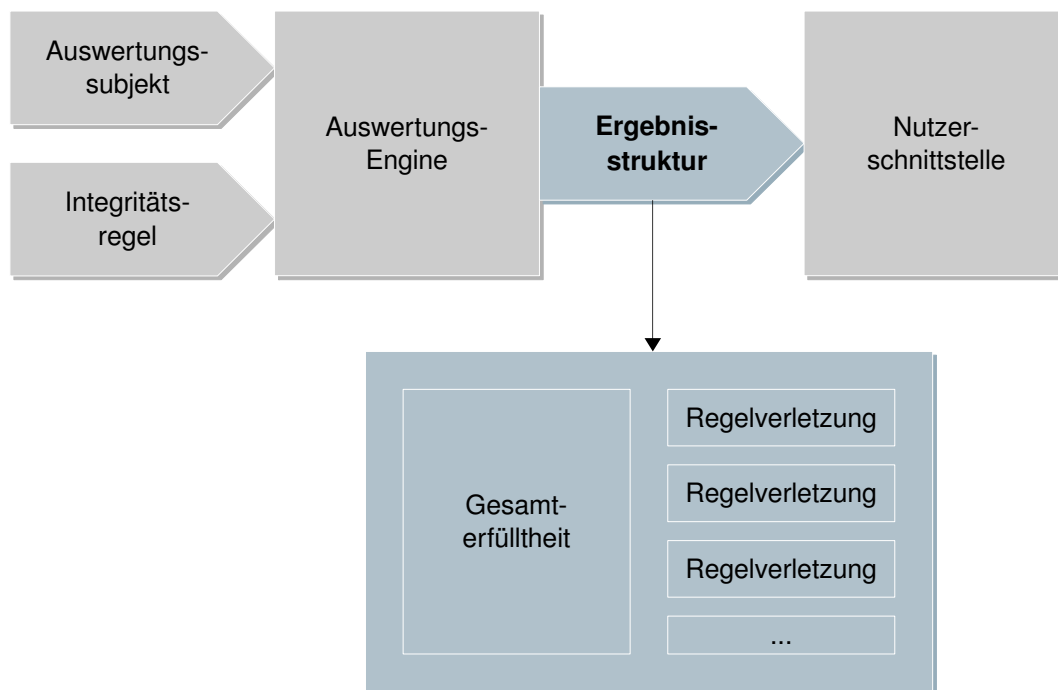 Auswertungs-
subjekt
Integritäts-
regel
Auswertungs-
Engine
Ergebnis-
struktur
Nutzer-
schnittstelle
Gesamt-
erfülltheit
Regelverletzung
Regelverletzung
Regelverletzung
...